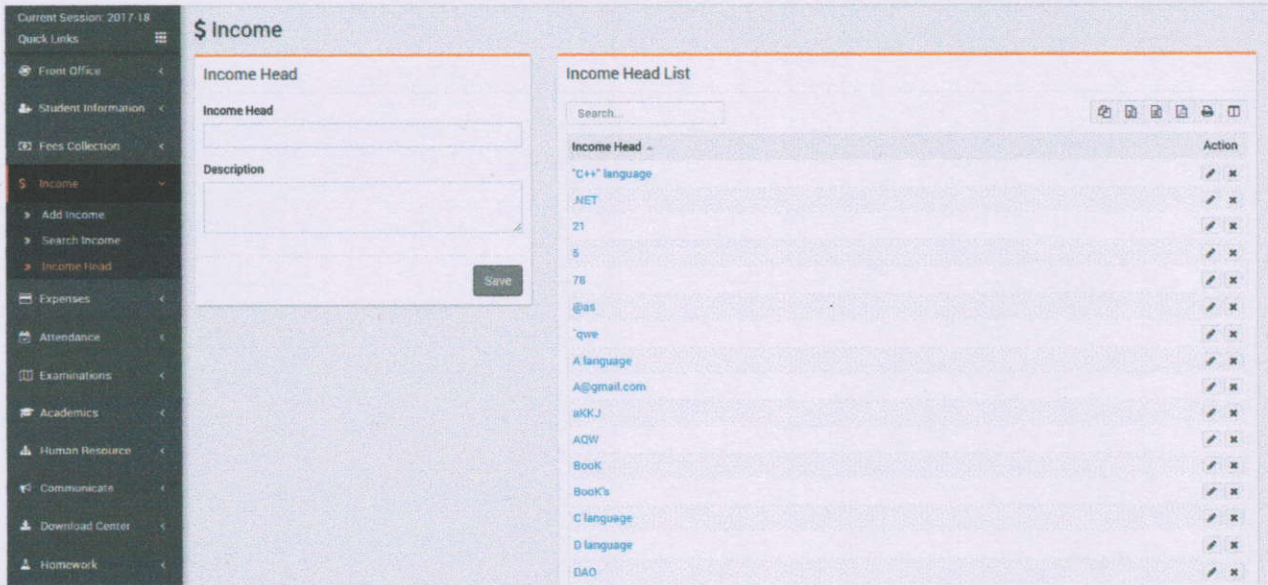 Current Session: 2017-18
Quick Links
Front Office
Student Information
Fees Collection
$ Income
Add Income
Search Income
Income Head
Expenses
Attendance
Examinations
Academics
Human Resource
Communicate
Download Center
Homework
$ Income
Income Head
Income Head
Description
Save
Income Head List
Search...
Income Head Action
"C++" language
.NET
21
5
78
@as
`qwe
A language
A@gmail.com
aKKJ
AQW
BooK
BooK's
C language
D language
DAO